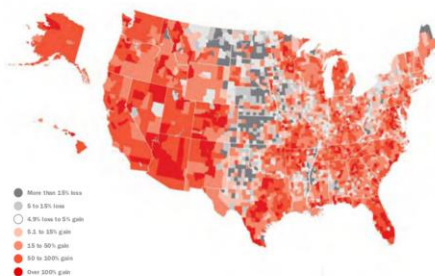 More than 15% loss
5 to 15% loss
4.9% loss to 5% gain
5.1 to 15% gain
15 to 50% gain
50 to 100% gain
Over 100% gain